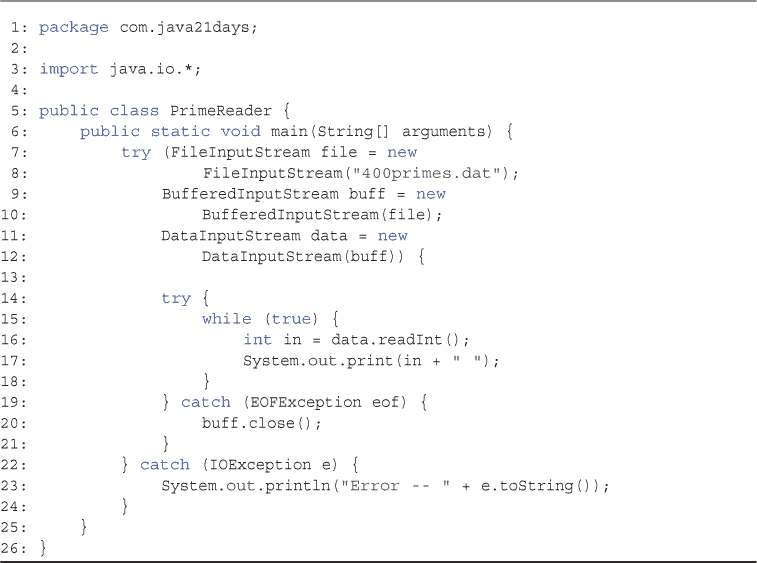 1: package com.java21days;
2:
3: import java.io.*;
4:
5: public class PrimeReader {
6:     public static void main(String[] arguments) {
7:         try (FileInputStream file = new
8:                 FileInputStream("400primes.dat");
9:             BufferedInputStream buff = new
10:                 BufferedInputStream(file);
11:             DataInputStream data = new
12:                 DataInputStream(buff)) {
13:
14:             try {
15:                 while (true) {
16:                     int in = data.readInt();
17:                     System.out.print(in + " ");
18:                 }
19:             } catch (EOFException eof) {
20:                 buff.close();
21:             }
22:         } catch (IOException e) {
23:             System.out.println("Error -- " + e.toString());
24:         }
25:     }
26: }